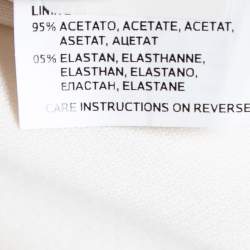 95% ACETATO, ACETATE, ACETAT,
ASETAT, АЦЕТАТ
05% ELASTAN, ELASTHANNE,
ELASTHAN, ELASTANO,
ЕЛАСТАН, ELASTANE
CARE INSTRUCTIONS ON REVERSE